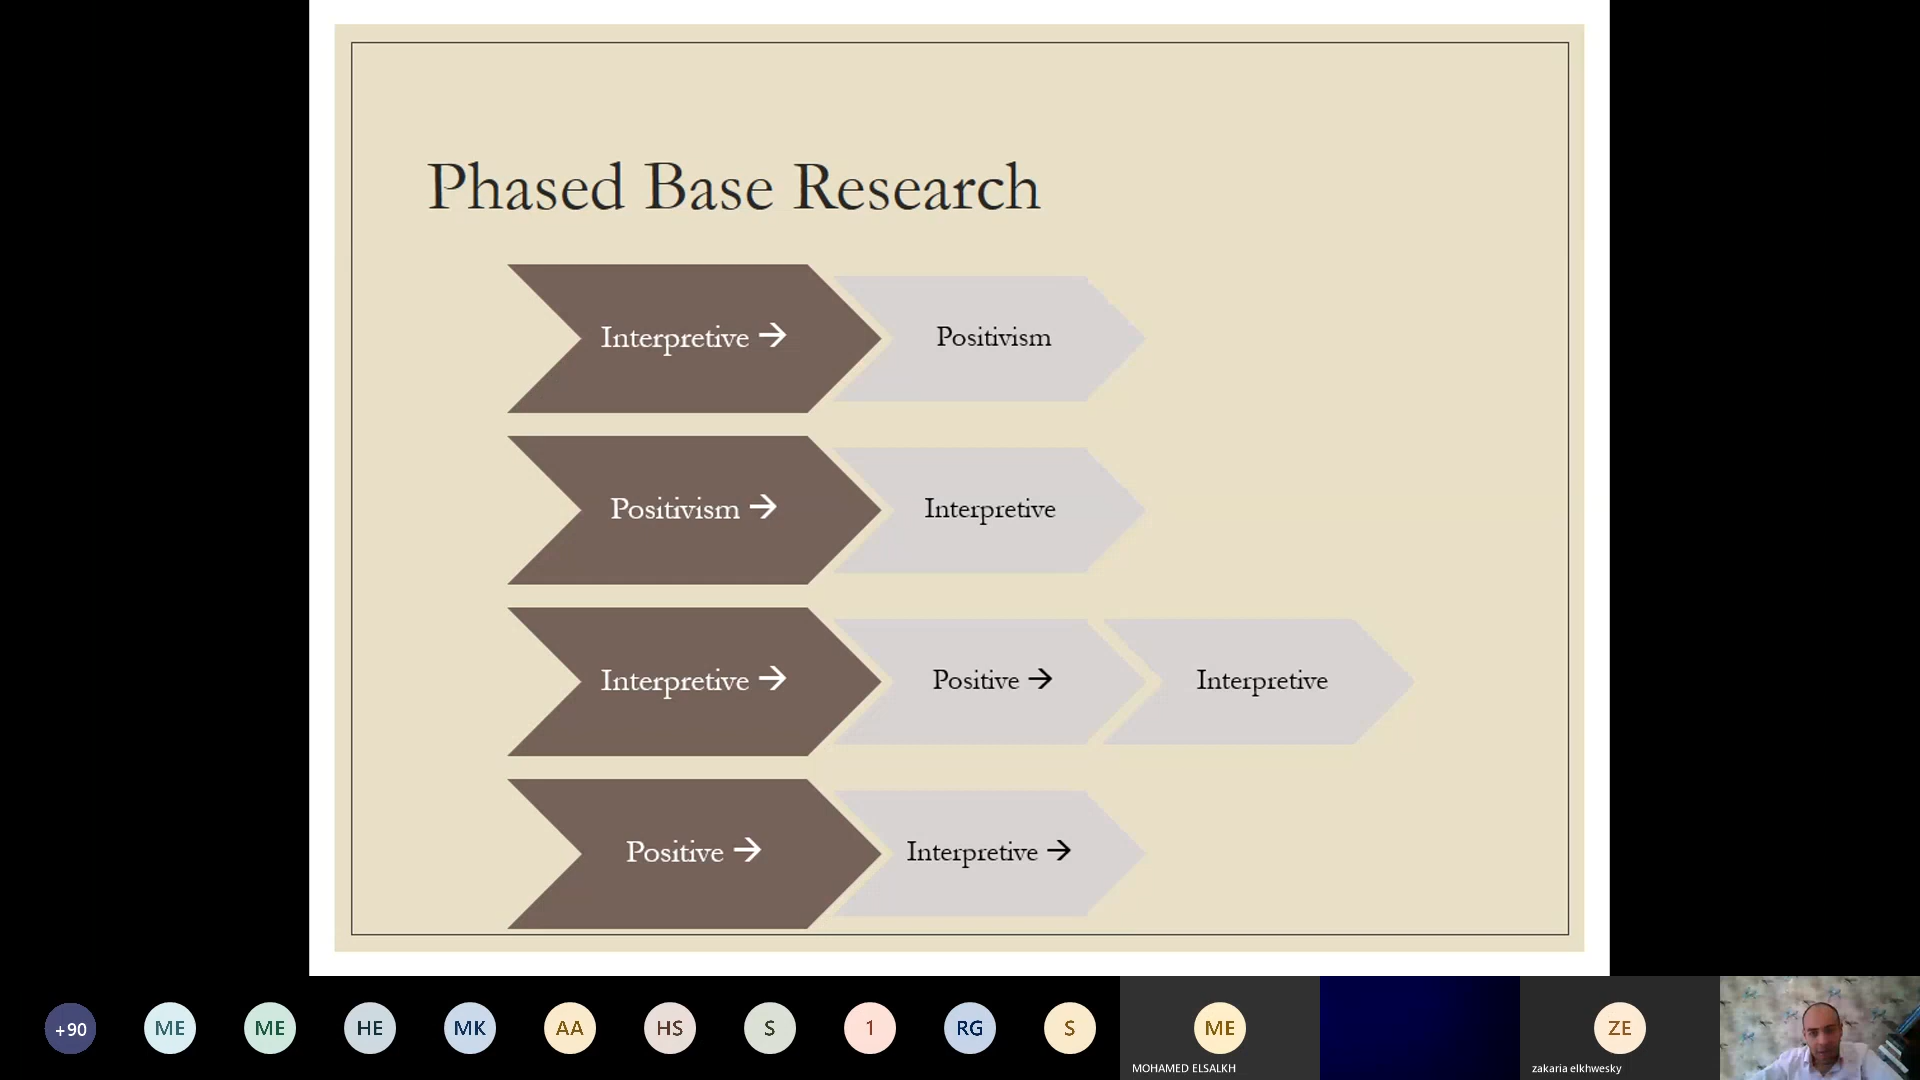 Phased Base Research
Interpretive → Positivism
Positivism → Interpretive
Interpretive → Positive → Interpretive
Positive → Interpretive →
+90 ME ME HE MK AA HS S 1 RG S ME ZE
MOHAMED ELSALKH zakaria elkhwesky